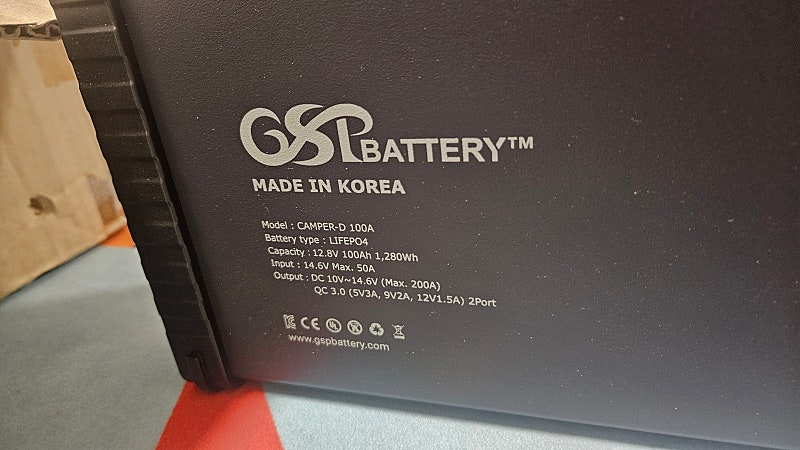 GSPBATTERY™
MADE IN KOREA
Model : CAMPER-D 100A
Battery type : LIFEPO4
Capacity : 12.8V 100Ah 1,280Wh
Input : 14.6V Max. 50A
Output : DC 10V~14.6V (Max. 200A)
QC 3.0 (5V3A, 9V2A, 12V1.5A) 2Port
CE
www.gspbattery.com